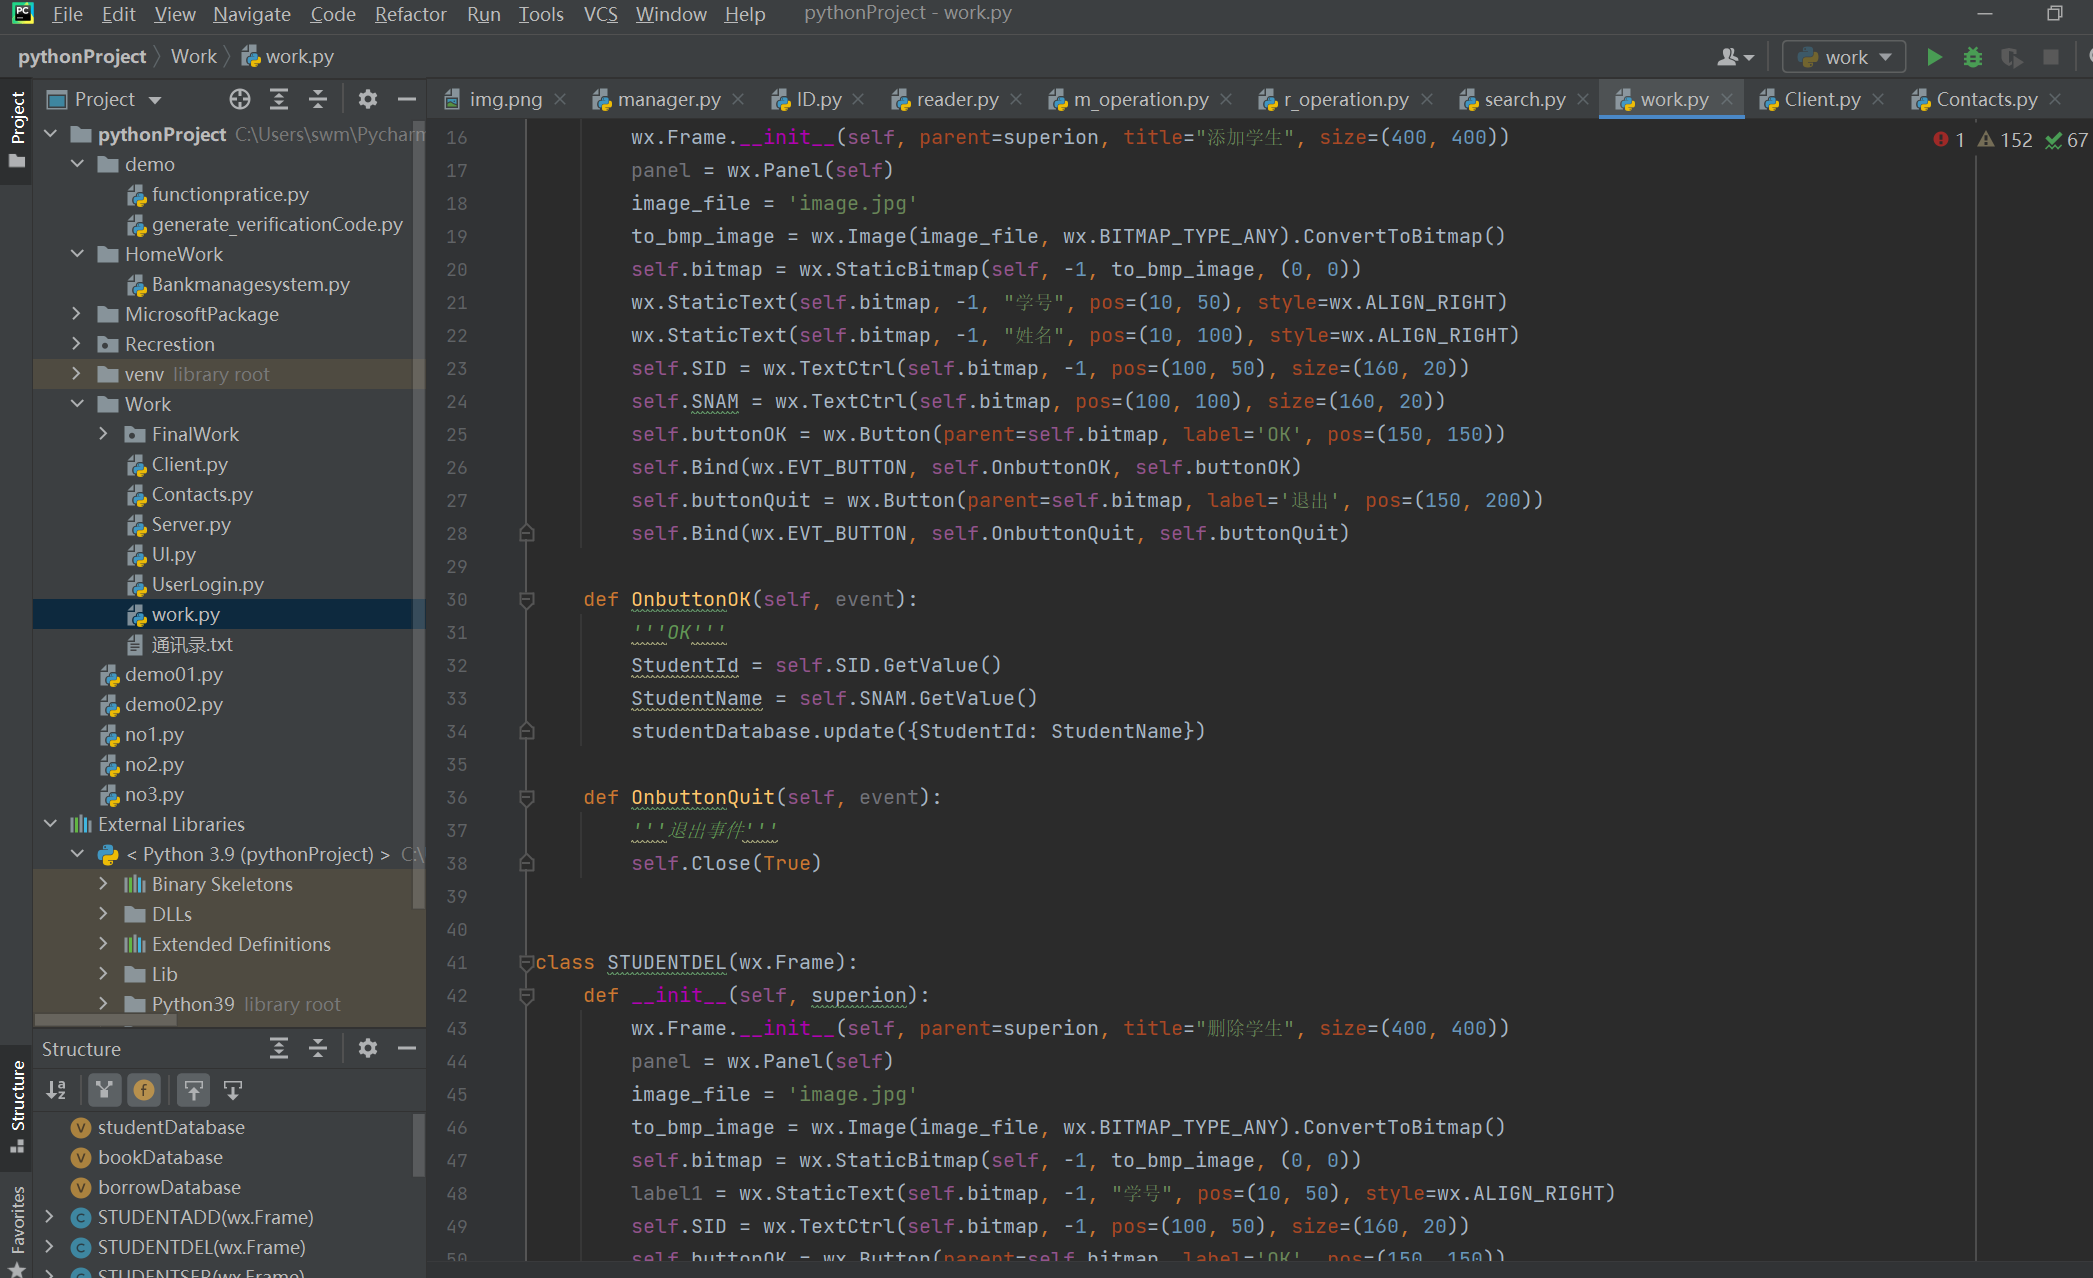 File Edit View Navigate Code Refactor Run Tools VCS Window Help pythonProject - work.py
pythonProject Work work.py
work
Project
img.png manager.py ID.py reader.py m_operation.py r_operation.py search.py work.py Client.py Contacts.py
Project
pythonProject C:\Users\swm\Pycharm
demo
functionpratice.py
generate_verificationCode.py
HomeWork
Bankmanagesystem.py
MicrosoftPackage
Recrestion
venv library root
Work
FinalWork
Client.py
Contacts.py
Server.py
UI.py
UserLogin.py
work.py
通讯录.txt
demo01.py
demo02.py
no1.py
no2.py
no3.py
External Libraries
< Python 3.9 (pythonProject) > C:\
Binary Skeletons
DLLs
Extended Definitions
Lib
Python39 library root
Structure
Structure
studentDatabase
bookDatabase
borrowDatabase
STUDENTADD(wx.Frame)
STUDENTDEL(wx.Frame)
STUDENTSER(wx.Frame)
Favorites
1 152 67
16 wx.Frame.__init__(self, parent=superion, title="添加学生", size=(400, 400))
17 panel = wx.Panel(self)
18 image_file = 'image.jpg'
19 to_bmp_image = wx.Image(image_file, wx.BITMAP_TYPE_ANY).ConvertToBitmap()
20 self.bitmap = wx.StaticBitmap(self, -1, to_bmp_image, (0, 0))
21 wx.StaticText(self.bitmap, -1, "学号", pos=(10, 50), style=wx.ALIGN_RIGHT)
22 wx.StaticText(self.bitmap, -1, "姓名", pos=(10, 100), style=wx.ALIGN_RIGHT)
23 self.SID = wx.TextCtrl(self.bitmap, -1, pos=(100, 50), size=(160, 20))
24 self.SNAM = wx.TextCtrl(self.bitmap, pos=(100, 100), size=(160, 20))
25 self.buttonOK = wx.Button(parent=self.bitmap, label='OK', pos=(150, 150))
26 self.Bind(wx.EVT_BUTTON, self.OnbuttonOK, self.buttonOK)
27 self.buttonQuit = wx.Button(parent=self.bitmap, label='退出', pos=(150, 200))
28 self.Bind(wx.EVT_BUTTON, self.OnbuttonQuit, self.buttonQuit)
29
30 def OnbuttonOK(self, event):
31 '''OK'''
32 StudentId = self.SID.GetValue()
33 StudentName = self.SNAM.GetValue()
34 studentDatabase.update({StudentId: StudentName})
35
36 def OnbuttonQuit(self, event):
37 '''退出事件'''
38 self.Close(True)
39
40
41 class STUDENTDEL(wx.Frame):
42 def __init__(self, superion):
43 wx.Frame.__init__(self, parent=superion, title="删除学生", size=(400, 400))
44 panel = wx.Panel(self)
45 image_file = 'image.jpg'
46 to_bmp_image = wx.Image(image_file, wx.BITMAP_TYPE_ANY).ConvertToBitmap()
47 self.bitmap = wx.StaticBitmap(self, -1, to_bmp_image, (0, 0))
48 label1 = wx.StaticText(self.bitmap, -1, "学号", pos=(10, 50), style=wx.ALIGN_RIGHT)
49 self.SID = wx.TextCtrl(self.bitmap, -1, pos=(100, 50), size=(160, 20))
50 self.buttonOK = wx.Button(parent=self.bitmap, label='OK', pos=(150, 150))